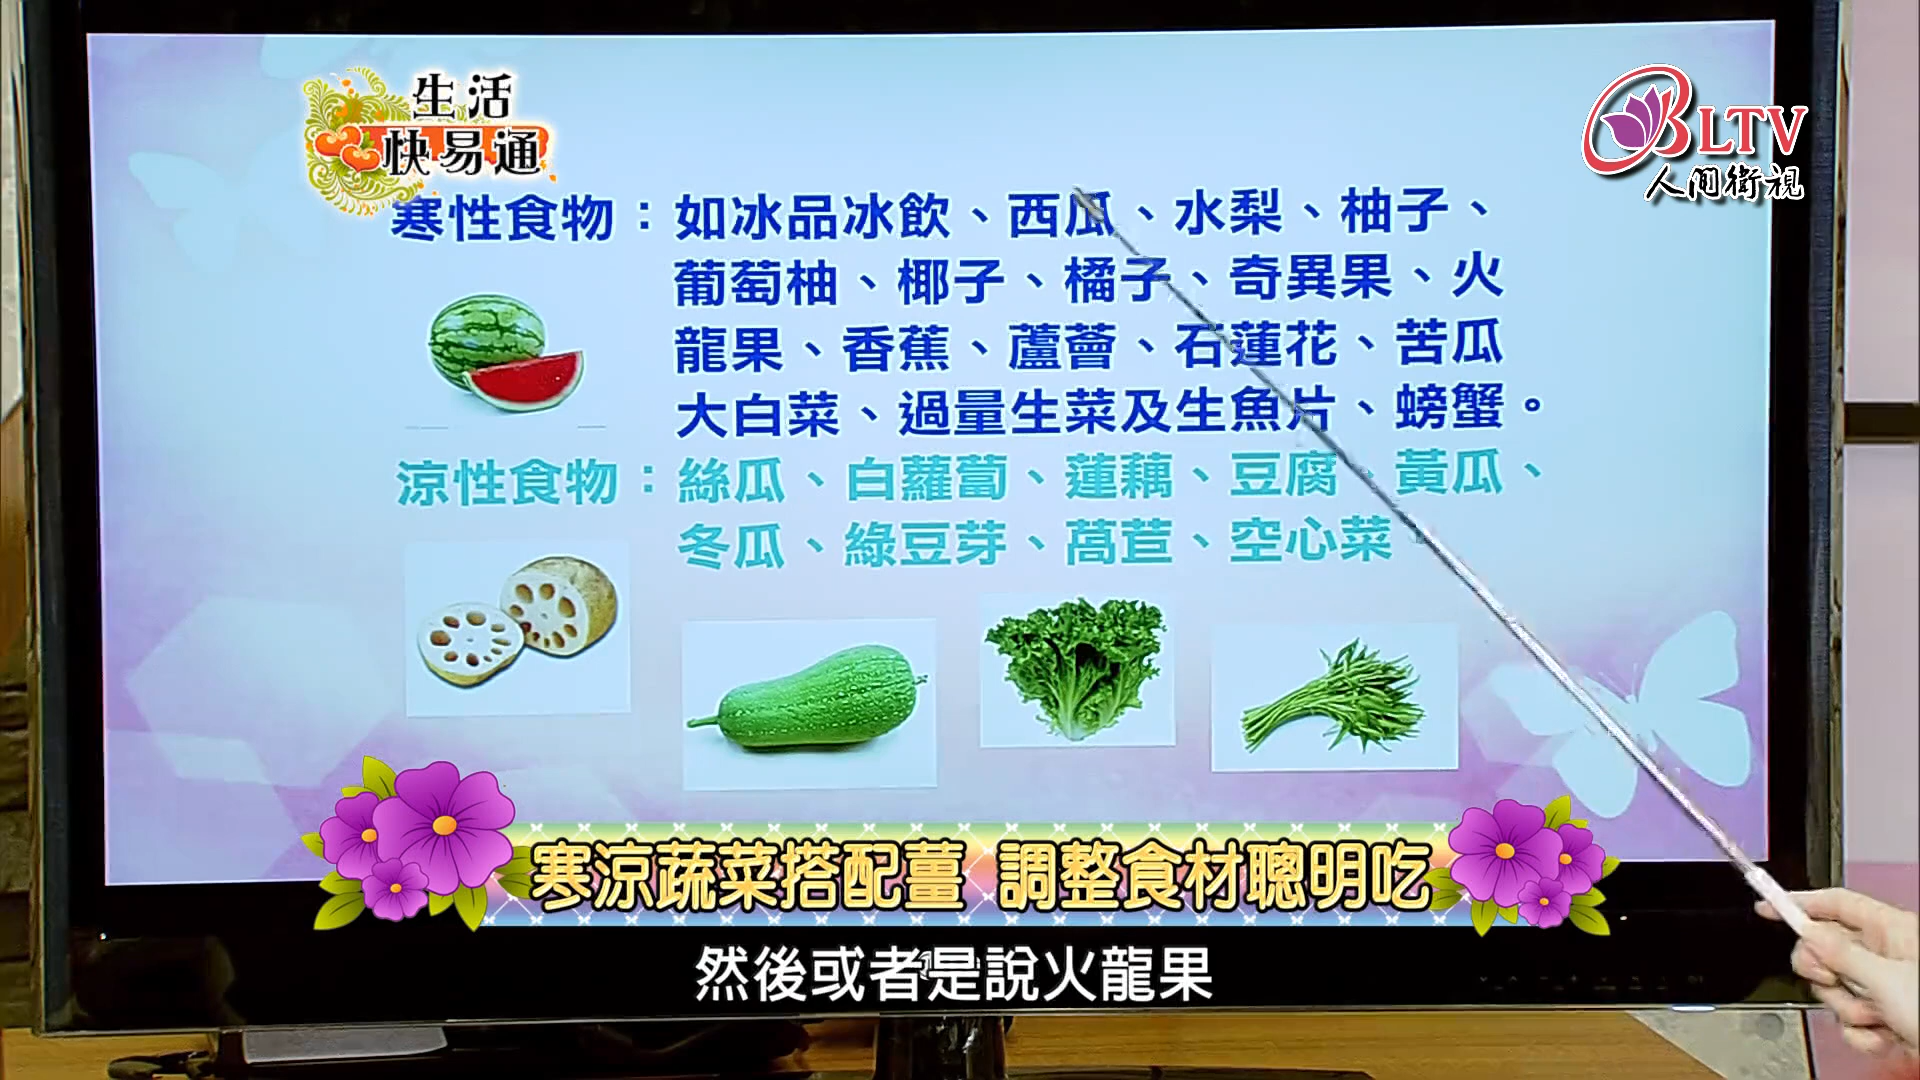 生活
快易通
BLTV
人間衛視
寒性食物：如冰品冰飲、西瓜、水梨、柚子、
葡萄柚、椰子、橘子、奇異果、火
龍果、香蕉、蘆薈、石蓮花、苦瓜
大白菜、過量生菜及生魚片、螃蟹。
涼性食物：絲瓜、白蘿蔔、蓮藕、豆腐、黃瓜、
冬瓜、綠豆芽、萵苣、空心菜、
寒涼蔬菜搭配薑 調整食材聰明吃
然後或者是說火龍果